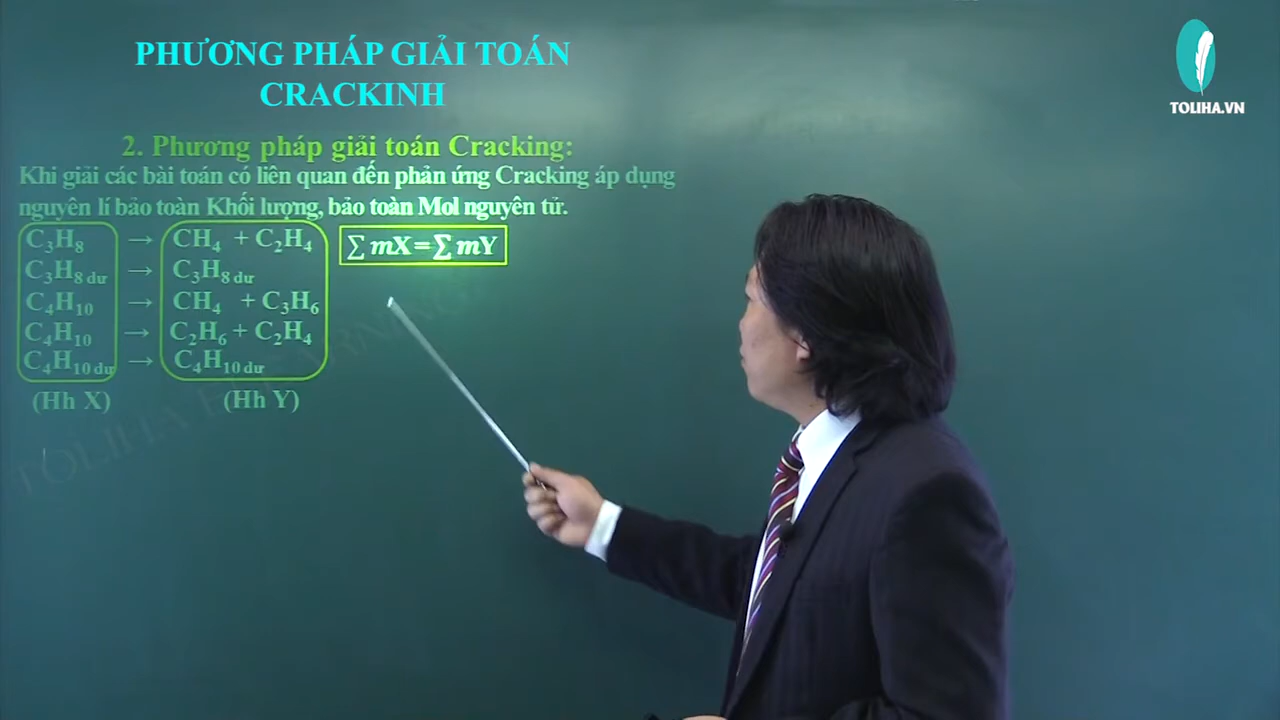 PHƯƠNG PHÁP GIẢI TOÁN
CRACKINH
TOLIHA.VN
2. Phương pháp giải toán Cracking:
Khi giải các bài toán có liên quan đến phản ứng Cracking áp dụng
nguyên lí bảo toàn Khối lượng, bảo toàn Mol nguyên tử.
C₃H₈ → CH₄ + C₂H₄
∑ mX = ∑ mY
C₃H₈ dư → C₃H₈ dư
C₄H₁₀ → CH₄ + C₃H₆
C₄H₁₀ → C₂H₆ + C₂H₄
C₄H₁₀ dư → C₄H₁₀ dư
(Hh X) (Hh Y)
TOLIHA E LEARNING